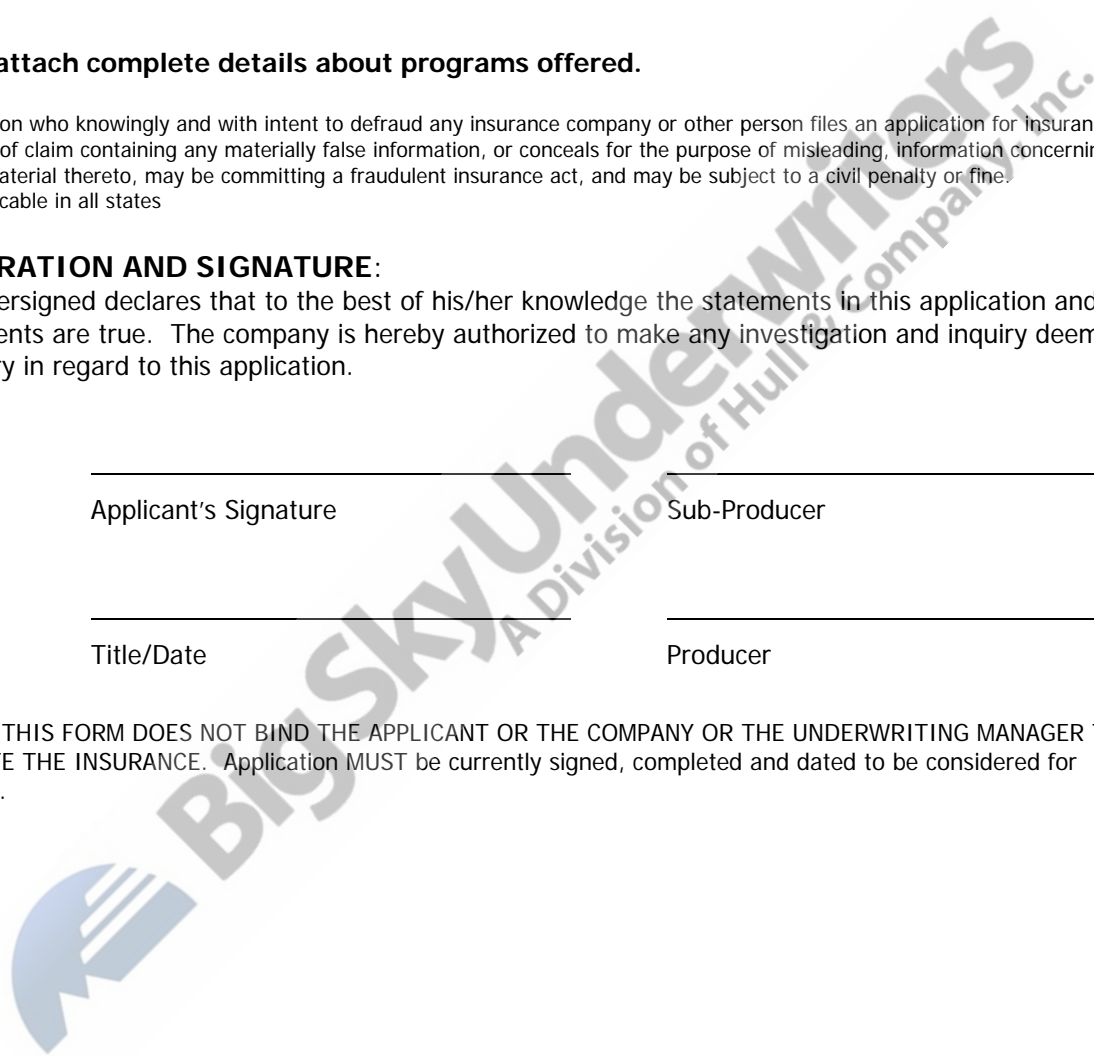 attach complete details about programs offered.
on who knowingly and with intent to defraud any insurance company or other person files an application for insuran
of claim containing any materially false information, or conceals for the purpose of misleading, information concernin
aterial thereto, may be committing a fraudulent insurance act, and may be subject to a civil penalty or fine.
cable in all states
RATION AND SIGNATURE:
ersigned declares that to the best of his/her knowledge the statements in this application and
ents are true. The company is hereby authorized to make any investigation and inquiry deem
ry in regard to this application.
Applicant's Signature Sub-Producer
Title/Date Producer
THIS FORM DOES NOT BIND THE APPLICANT OR THE COMPANY OR THE UNDERWRITING MANAGER T
E THE INSURANCE. Application MUST be currently signed, completed and dated to be considered for
.
Big Sky Underwriters
A Division of Hull & Company, Inc.